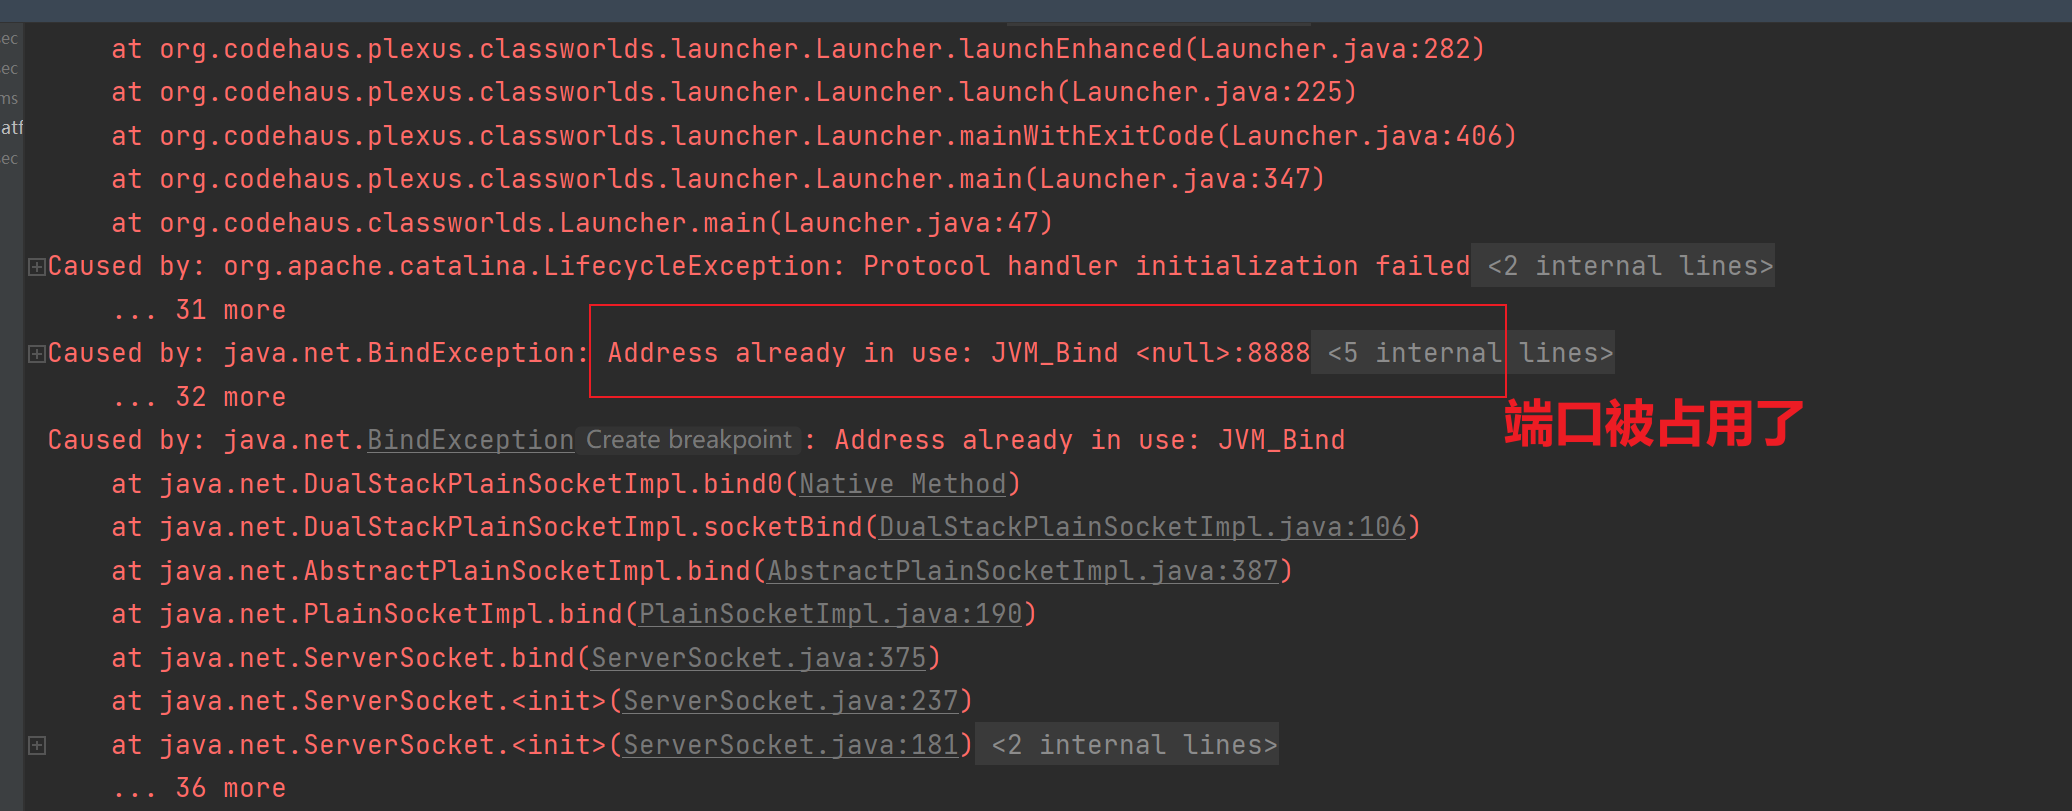 ec
ec
ms
atf
ec
at org.codehaus.plexus.classworlds.launcher.Launcher.launchEnhanced(Launcher.java:282)
at org.codehaus.plexus.classworlds.launcher.Launcher.launch(Launcher.java:225)
at org.codehaus.plexus.classworlds.launcher.Launcher.mainWithExitCode(Launcher.java:406)
at org.codehaus.plexus.classworlds.launcher.Launcher.main(Launcher.java:347)
at org.codehaus.classworlds.Launcher.main(Launcher.java:47)
Caused by: org.apache.catalina.LifecycleException: Protocol handler initialization failed <2 internal lines>
... 31 more
Caused by: java.net.BindException: Address already in use: JVM_Bind <null>:8888 <5 internal lines>
... 32 more
端口被占用了
Caused by: java.net.BindException Create breakpoint : Address already in use: JVM_Bind
at java.net.DualStackPlainSocketImpl.bind0(Native Method)
at java.net.DualStackPlainSocketImpl.socketBind(DualStackPlainSocketImpl.java:106)
at java.net.AbstractPlainSocketImpl.bind(AbstractPlainSocketImpl.java:387)
at java.net.PlainSocketImpl.bind(PlainSocketImpl.java:190)
at java.net.ServerSocket.bind(ServerSocket.java:375)
at java.net.ServerSocket.<init>(ServerSocket.java:237)
at java.net.ServerSocket.<init>(ServerSocket.java:181) <2 internal lines>
... 36 more